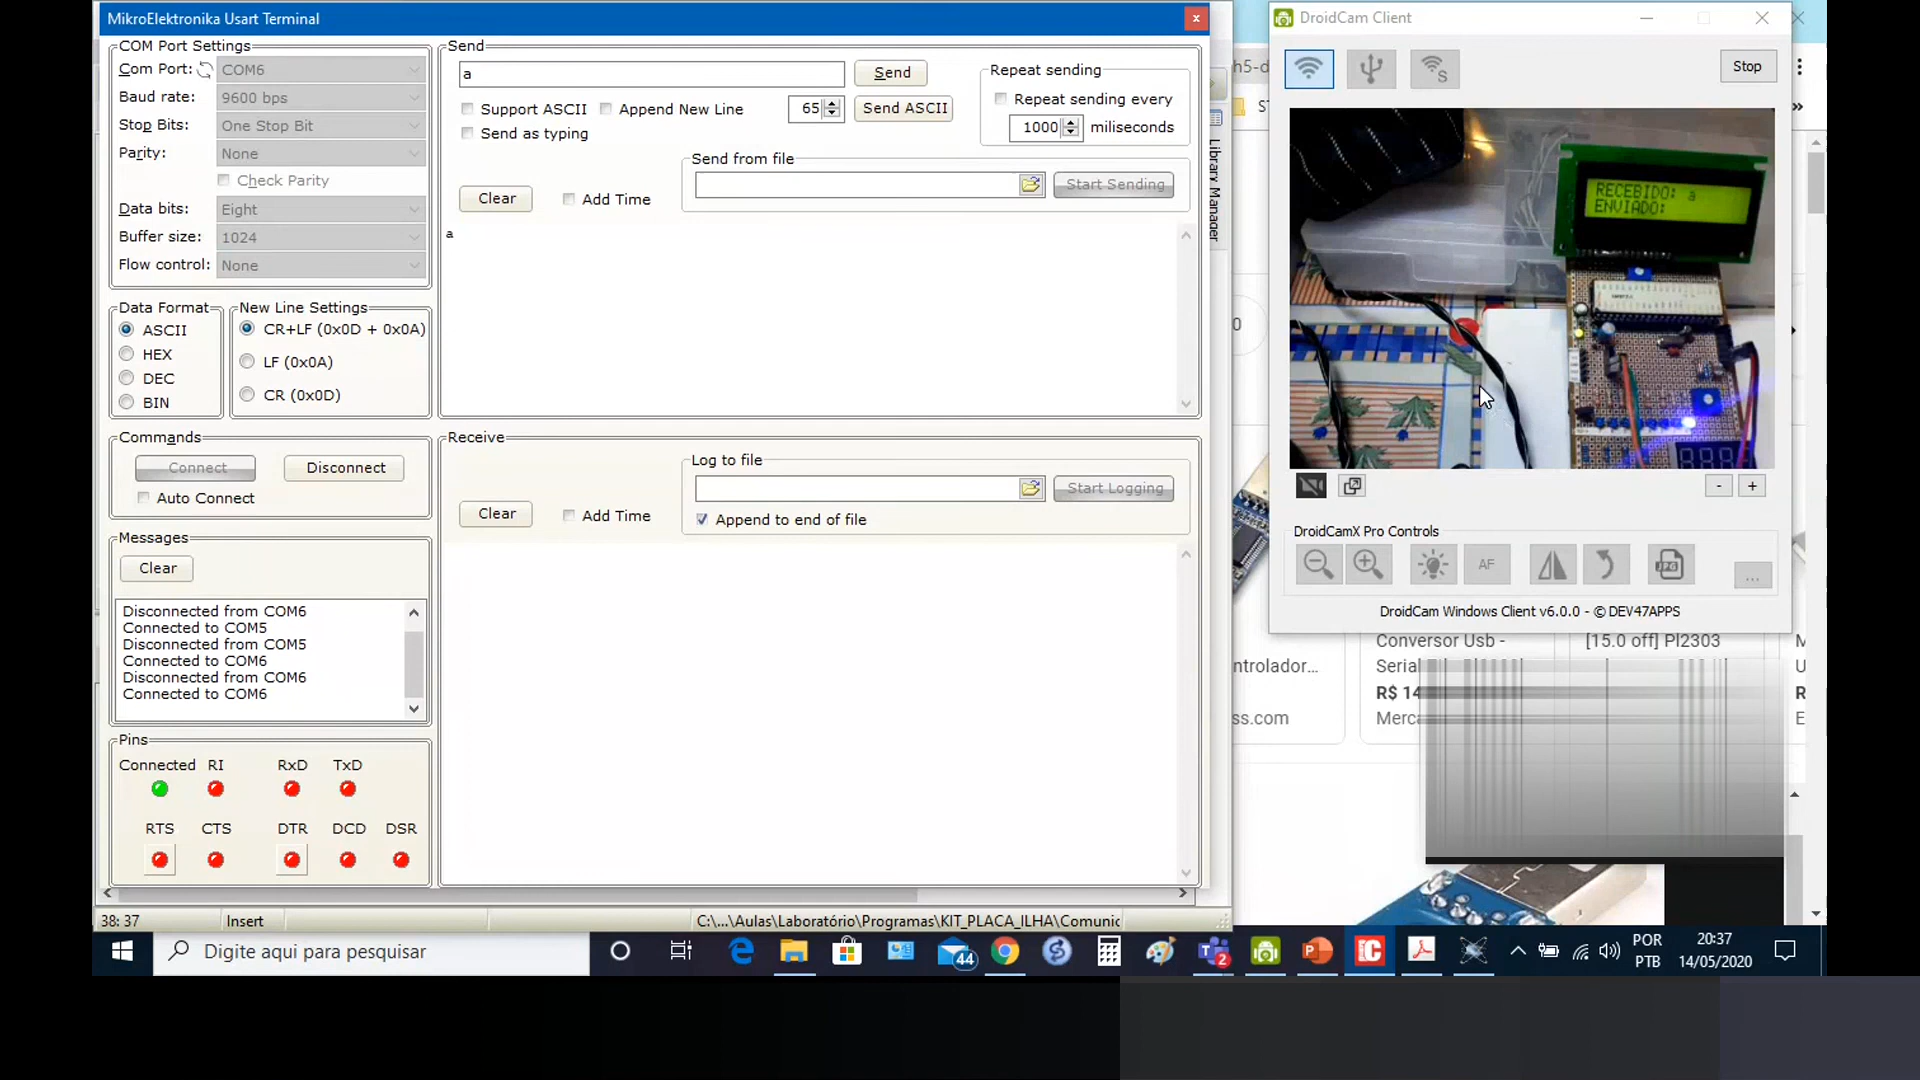 MikroElektronika Usart Terminal
COM Port Settings
Com Port: COM6
Baud rate: 9600 bps
Stop Bits: One Stop Bit
Parity: None
Check Parity
Data bits: Eight
Buffer size: 1024
Flow control: None
Data Format
ASCII
HEX
DEC
BIN
New Line Settings
CR+LF (0x0D + 0x0A)
LF (0x0A)
CR (0x0D)
Commands
Connect Disconnect
Auto Connect
Messages
Clear
Disconnected from COM6
Connected to COM5
Disconnected from COM5
Connected to COM6
Disconnected from COM6
Connected to COM6
Pins
Connected RI RxD TxD
RTS CTS DTR DCD DSR
Send
a Send
Support ASCII Append New Line 65 Send ASCII
Send as typing
Repeat sending
Repeat sending every
1000 miliseconds
Send from file
Start Sending
Clear Add Time
a
Receive
Log to file
Start Logging
Clear Add Time
Append to end of file
Library Manager
38: 37 Insert C:\...\Aulas\Laboratório\Programas\KIT_PLACA_ILHA\Comunic
DroidCam Client
S
Stop
RECEBIDO: a
ENVIADO:
- +
DroidCamX Pro Controls
AF JPG ...
DroidCam Windows Client v6.0.0 - © DEV47APPS
h5-d
»
0
Conversor Usb - [15.0 off] Pl2303
ntrolador... Serial
R$ 14
ss.com Merca
Digite aqui para pesquisar
44
2
POR
PTB
20:37
14/05/2020